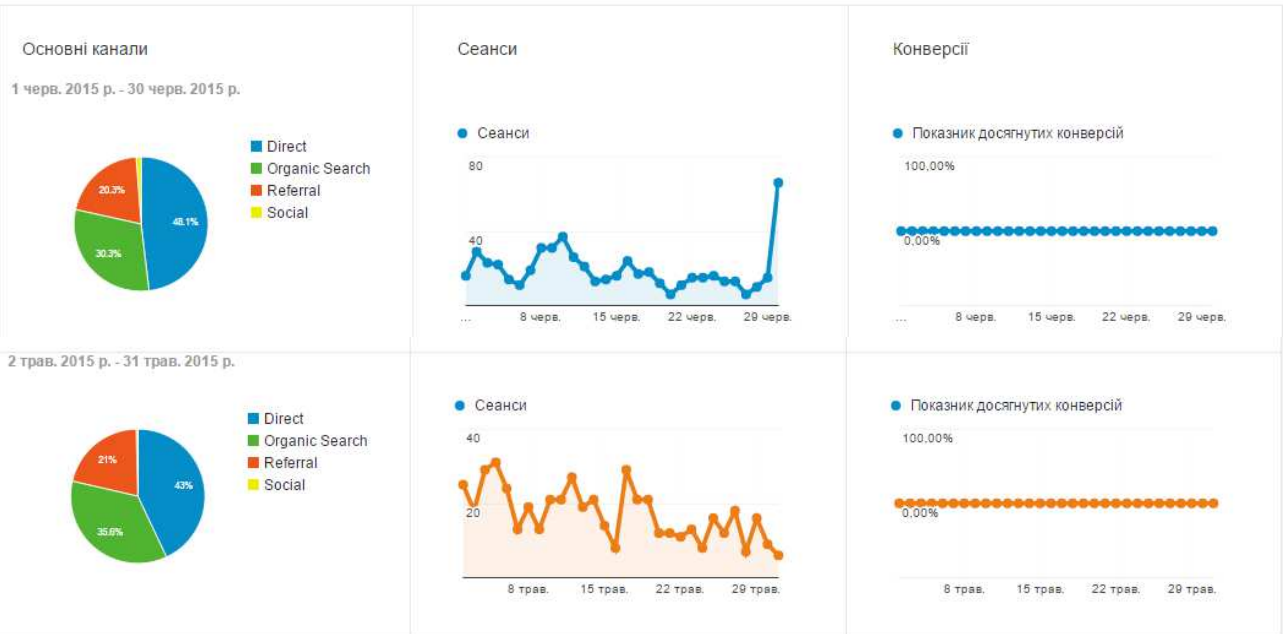 Основні канали
Сеанси
Конверсії
1 черв. 2015 р. - 30 черв. 2015 р.
Direct
Organic Search
Referral
Social
48.1%
30.3%
20.3%
Сеанси
80
40
...
8 черв.
15 черв.
22 черв.
29 черв.
Показник досягнутих конверсій
100,00%
0,00%
...
8 черв.
15 черв.
22 черв.
29 черв.
2 трав. 2015 р. - 31 трав. 2015 р.
Direct
Organic Search
Referral
Social
43%
35.6%
21%
Сеанси
40
20
8 трав.
15 трав.
22 трав.
29 трав.
Показник досягнутих конверсій
100,00%
0,00%
8 трав.
15 трав.
22 трав.
29 трав.